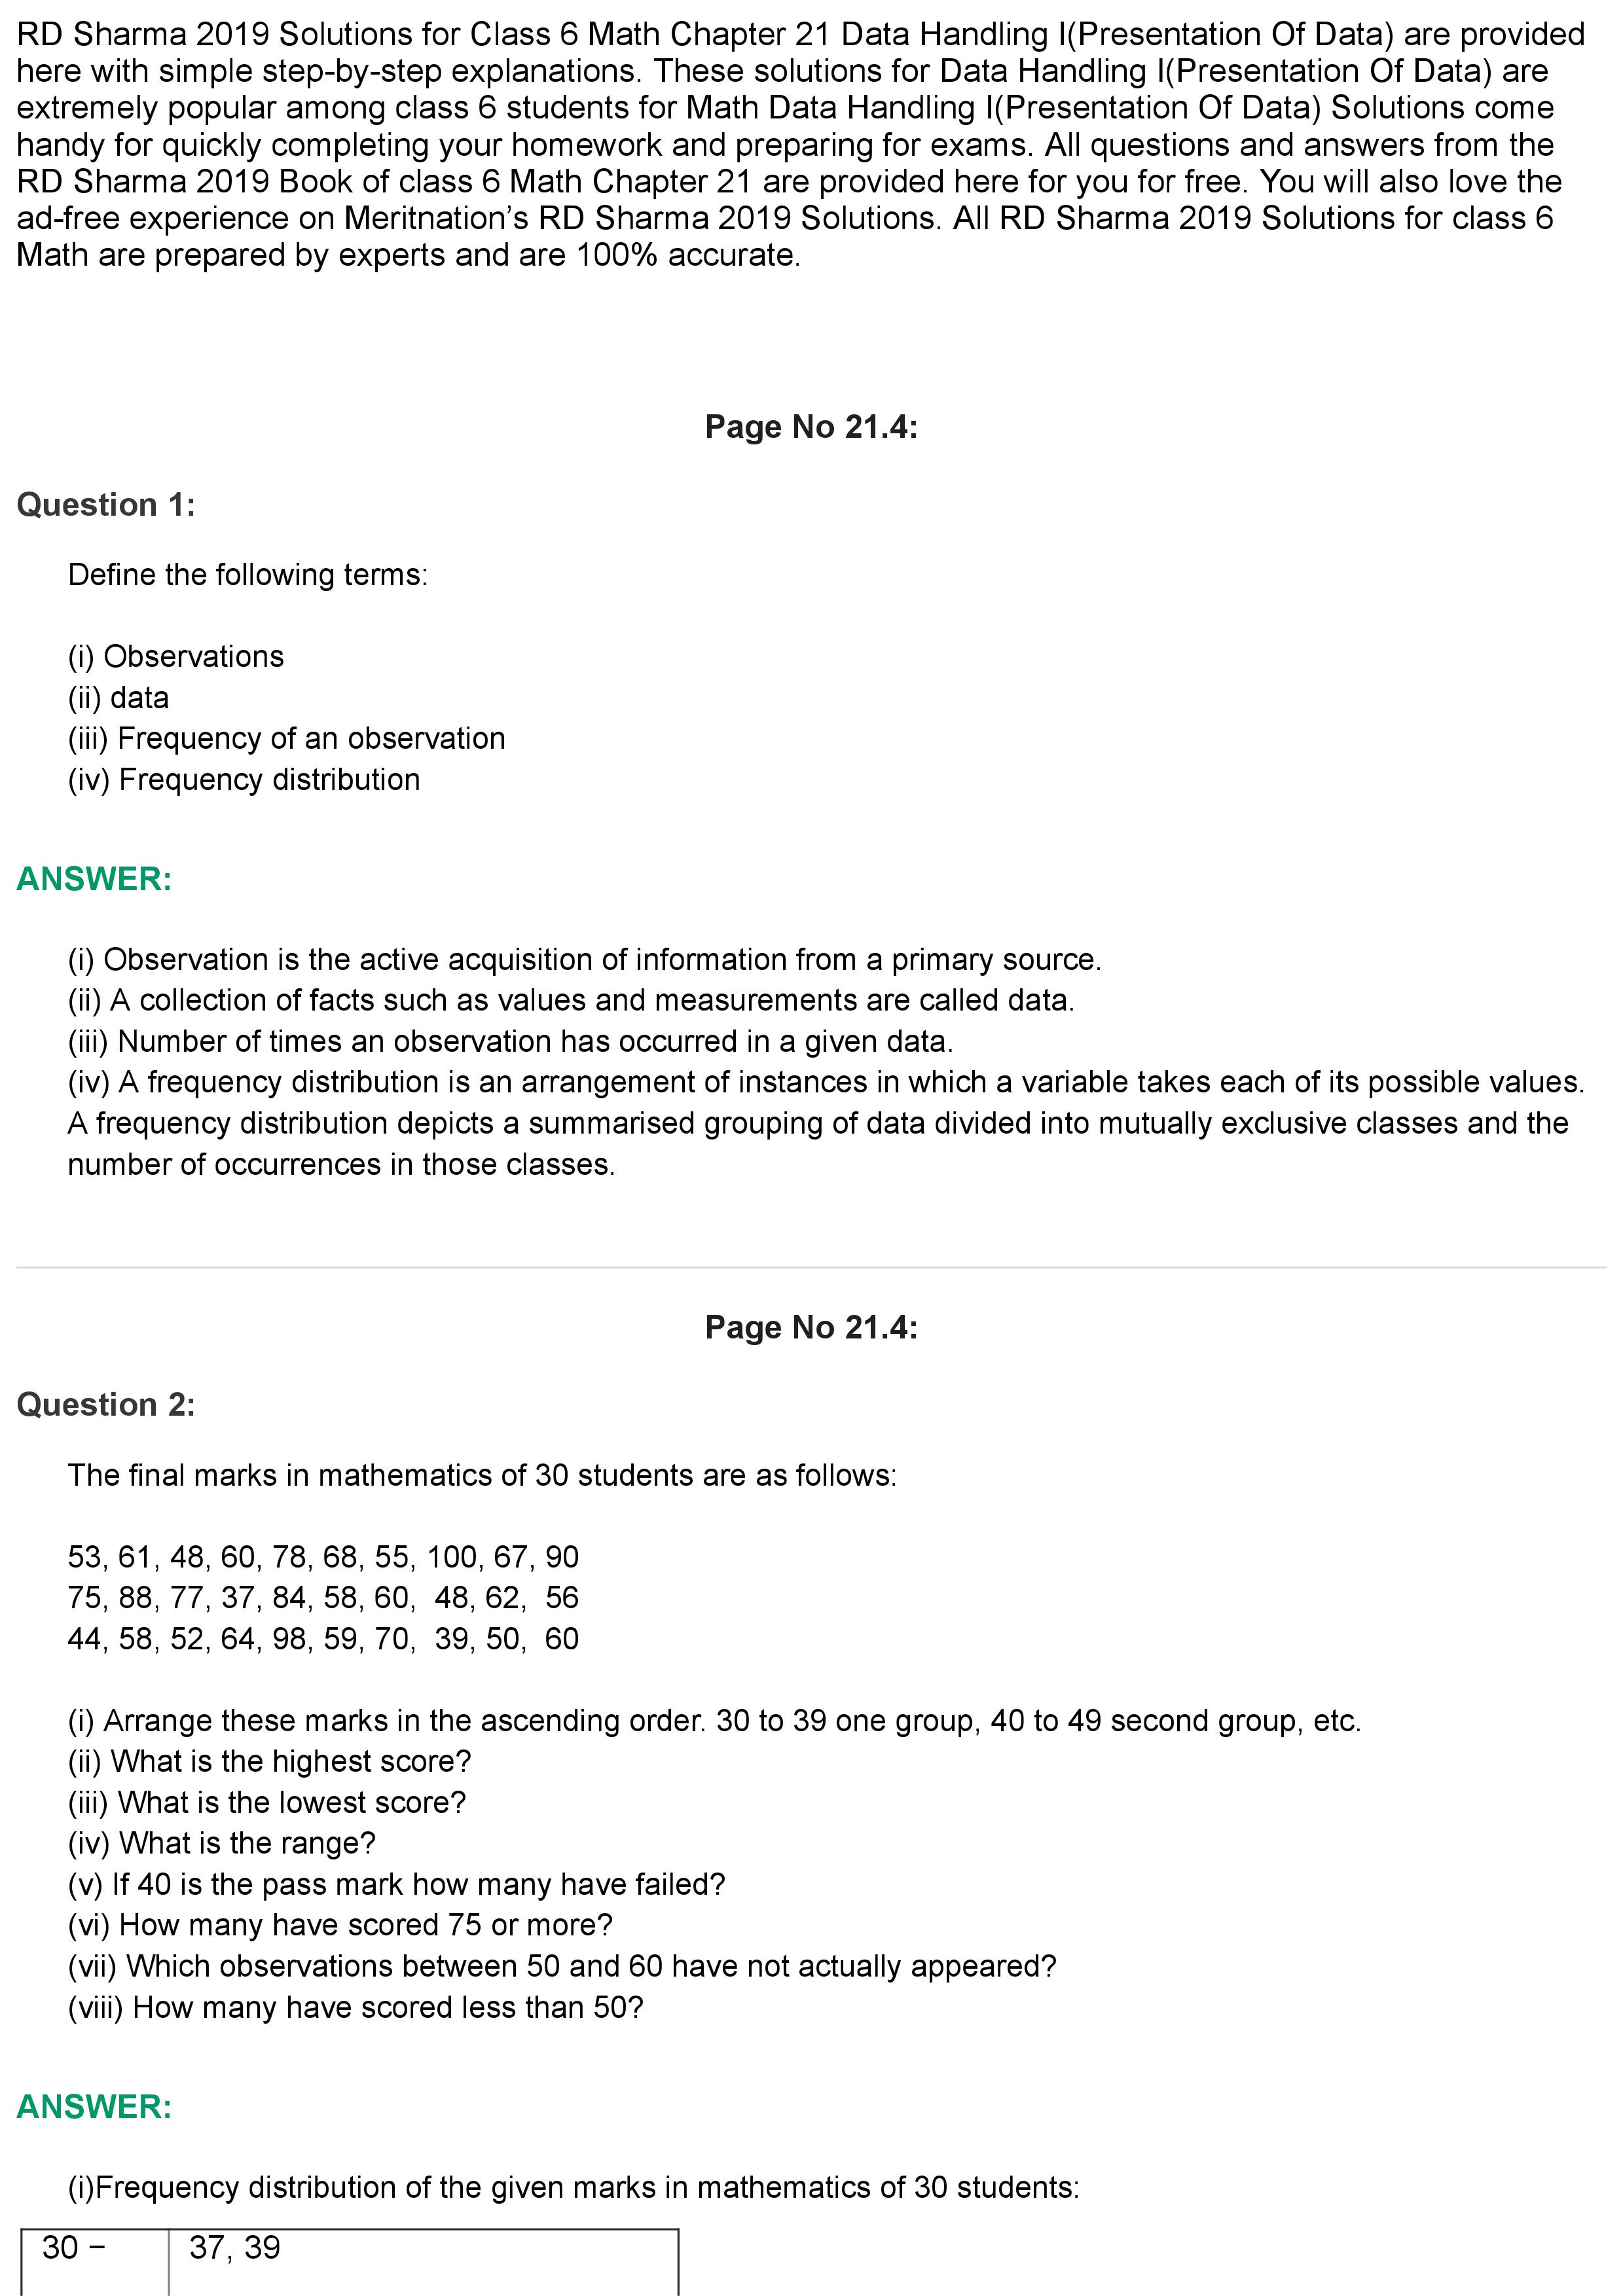 RD Sharma 2019 Solutions for Class 6 Math Chapter 21 Data Handling I(Presentation Of Data) are provided
here with simple step-by-step explanations. These solutions for Data Handling I(Presentation Of Data) are
extremely popular among class 6 students for Math Data Handling I(Presentation Of Data) Solutions come
handy for quickly completing your homework and preparing for exams. All questions and answers from the
RD Sharma 2019 Book of class 6 Math Chapter 21 are provided here for you for free. You will also love the
ad-free experience on Meritnation’s RD Sharma 2019 Solutions. All RD Sharma 2019 Solutions for class 6
Math are prepared by experts and are 100% accurate.
Page No 21.4:
Question 1:
Define the following terms:
(i) Observations
(ii) data
(iii) Frequency of an observation
(iv) Frequency distribution
ANSWER:
(i) Observation is the active acquisition of information from a primary source.
(ii) A collection of facts such as values and measurements are called data.
(iii) Number of times an observation has occurred in a given data.
(iv) A frequency distribution is an arrangement of instances in which a variable takes each of its possible values.
A frequency distribution depicts a summarised grouping of data divided into mutually exclusive classes and the
number of occurrences in those classes.
Page No 21.4:
Question 2:
The final marks in mathematics of 30 students are as follows:
53, 61, 48, 60, 78, 68, 55, 100, 67, 90
75, 88, 77, 37, 84, 58, 60, 48, 62, 56
44, 58, 52, 64, 98, 59, 70, 39, 50, 60
(i) Arrange these marks in the ascending order. 30 to 39 one group, 40 to 49 second group, etc.
(ii) What is the highest score?
(iii) What is the lowest score?
(iv) What is the range?
(v) If 40 is the pass mark how many have failed?
(vi) How many have scored 75 or more?
(vii) Which observations between 50 and 60 have not actually appeared?
(viii) How many have scored less than 50?
ANSWER:
(i)Frequency distribution of the given marks in mathematics of 30 students:
30 − 37, 39